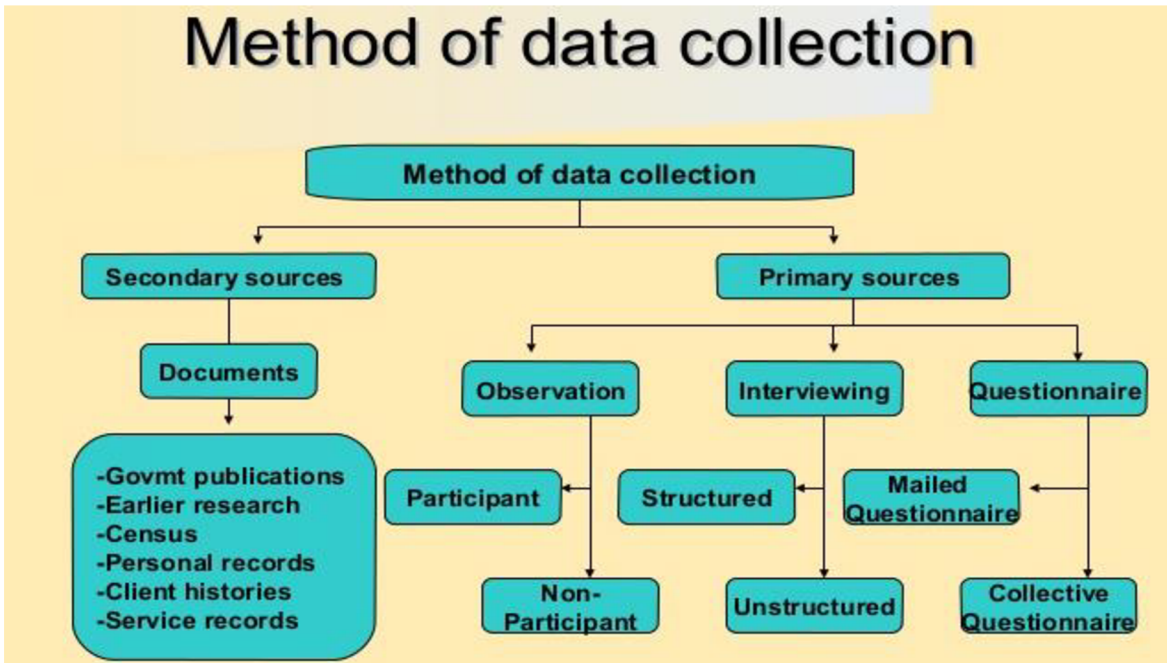 Method of data collection
Method of data collection
Secondary sources
Primary sources
Documents
Observation
Interviewing
Questionnaire
-Govmt publications
-Earlier research
-Census
-Personal records
-Client histories
-Service records
Participant
Structured
Mailed
Questionnaire
Non-
Participant
Unstructured
Collective
Questionnaire